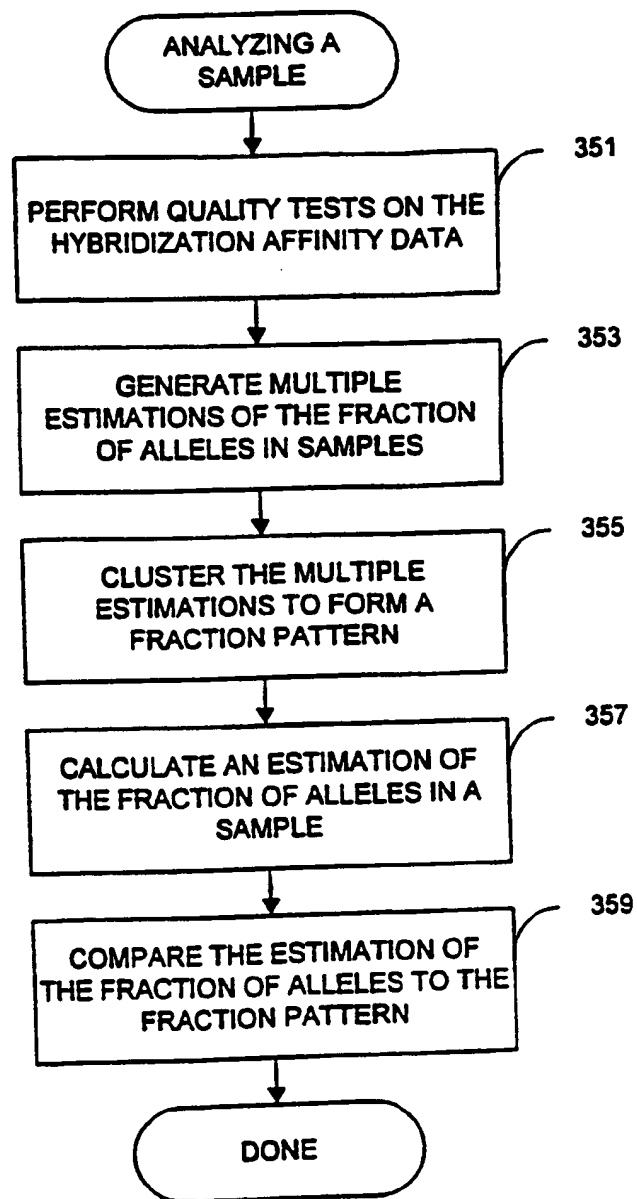 ANALYZING A
SAMPLE
351
PERFORM QUALITY TESTS ON THE
HYBRIDIZATION AFFINITY DATA
353
GENERATE MULTIPLE
ESTIMATIONS OF THE FRACTION
OF ALLELES IN SAMPLES
355
CLUSTER THE MULTIPLE
ESTIMATIONS TO FORM A
FRACTION PATTERN
357
CALCULATE AN ESTIMATION OF
THE FRACTION OF ALLELES IN A
SAMPLE
359
COMPARE THE ESTIMATION OF
THE FRACTION OF ALLELES TO THE
FRACTION PATTERN
DONE